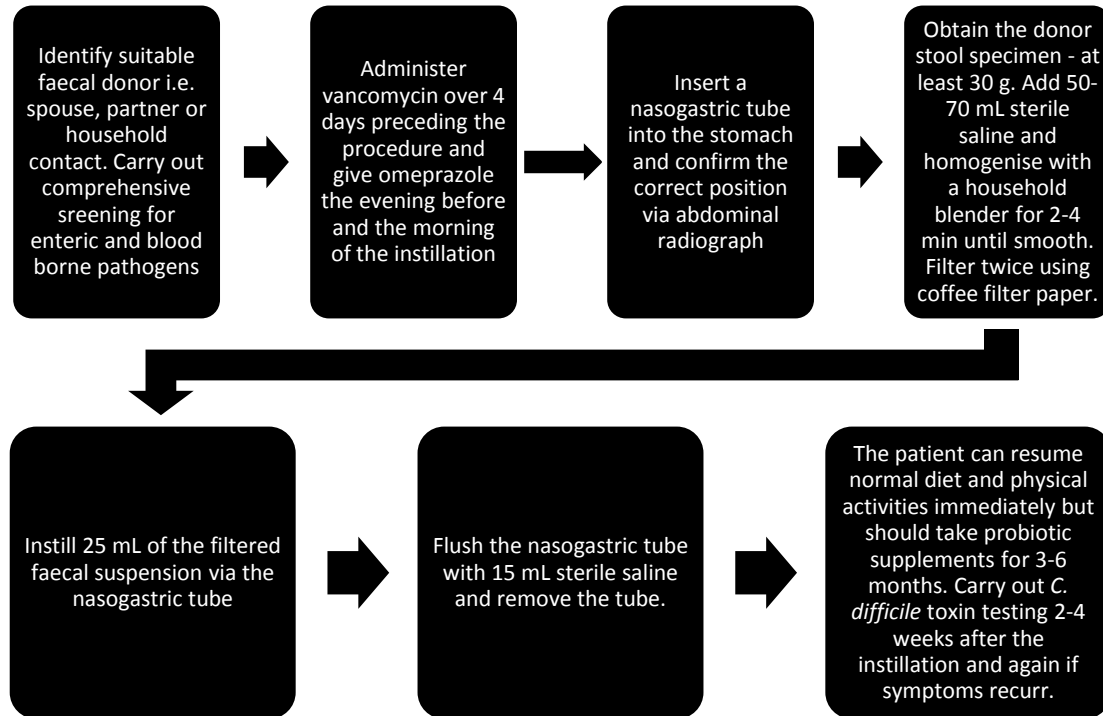 Identify suitable
faecal donor i.e.
spouse, partner or
household
contact. Carry out
comprehensive
sreening for
enteric and blood
borne pathogens
Administer
vancomycin over 4
days preceding the
procedure and
give omeprazole
the evening before
and the morning
of the instillation
Insert a
nasogastric tube
into the stomach
and confirm the
correct position
via abdominal
radiograph
Obtain the donor
stool specimen - at
least 30 g. Add 50-
70 mL sterile
saline and
homogenise with
a household
blender for 2-4
min until smooth.
Filter twice using
coffee filter paper.
Instill 25 mL of the filtered
faecal suspension via the
nasogastric tube
Flush the nasogastric tube
with 15 mL sterile saline
and remove the tube.
The patient can resume
normal diet and physical
activities immediately but
should take probiotic
supplements for 3-6
months. Carry out C.
difficile toxin testing 2-4
weeks after the
instillation and again if
symptoms recurr.